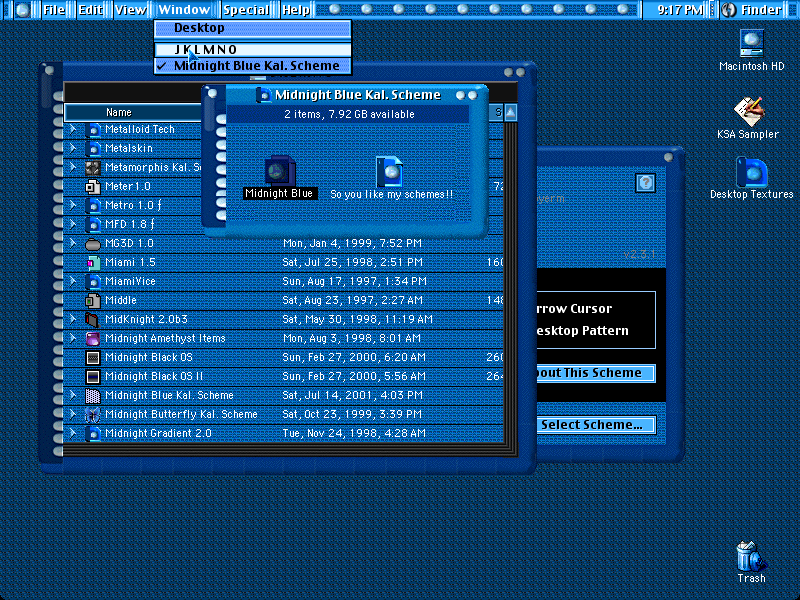 File Edit View Window Special Help 9:17 PM Finder
Desktop
J K L M N O
✓ Midnight Blue Kal. Scheme
Macintosh HD
KSA Sampler
Desktop Textures
Trash
Midnight Blue Kal. Scheme
2 items, 7.92 GB available
Midnight Blue
So you like my schemes!!
Name S
Metalloid Tech
Metalskin
Metamorphis Kal. S
Meter1.0 72
Metro 1.0 ƒ
MFD 1.8 ƒ
MG3D 1.0 Mon, Jan 4, 1999, 7:52 PM
Miami 1.5 Sat, Jul 25, 1998, 2:51 PM 160
MiamiVice Sun, Aug 17, 1997, 1:34 PM
Middle Sat, Aug 23, 1997, 2:27 AM 148
MidKnight 2.0b3 Sat, May 30, 1998, 11:19 AM
Midnight Amethyst Items Mon, Aug 3, 1998, 8:01 AM
Midnight Black OS Sun, Feb 27, 2000, 6:20 AM 260
Midnight Black OS II Sun, Feb 27, 2000, 5:56 AM 264
Midnight Blue Kal. Scheme Sat, Jul 14, 2001, 4:03 PM
Midnight Butterfly Kal. Scheme Sat, Oct 23, 1999, 3:39 PM
Midnight Gradient 2.0 Tue, Nov 24, 1998, 4:28 AM
ayerm
v2.3.1
rrow Cursor
esktop Pattern
out This Scheme
Select Scheme...